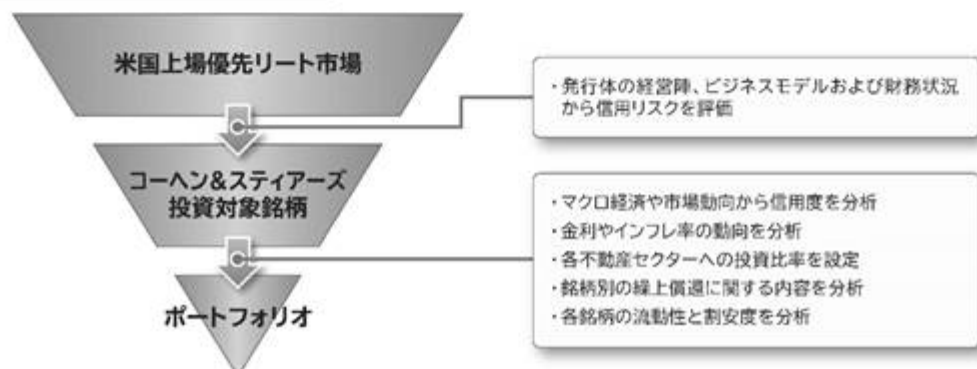 米国上場優先リート市場
・発行体の経営陣、ビジネスモデルおよび財務状況
から信用リスクを評価
コーヘン&スティアーズ
投資対象銘柄
・マクロ経済や市場動向から信用度を分析
・金利やインフレ率の動向を分析
・各不動産セクターへの投資比率を設定
・銘柄別の繰上償還に関する内容を分析
・各銘柄の流動性と割安度を分析
ポートフォリオ